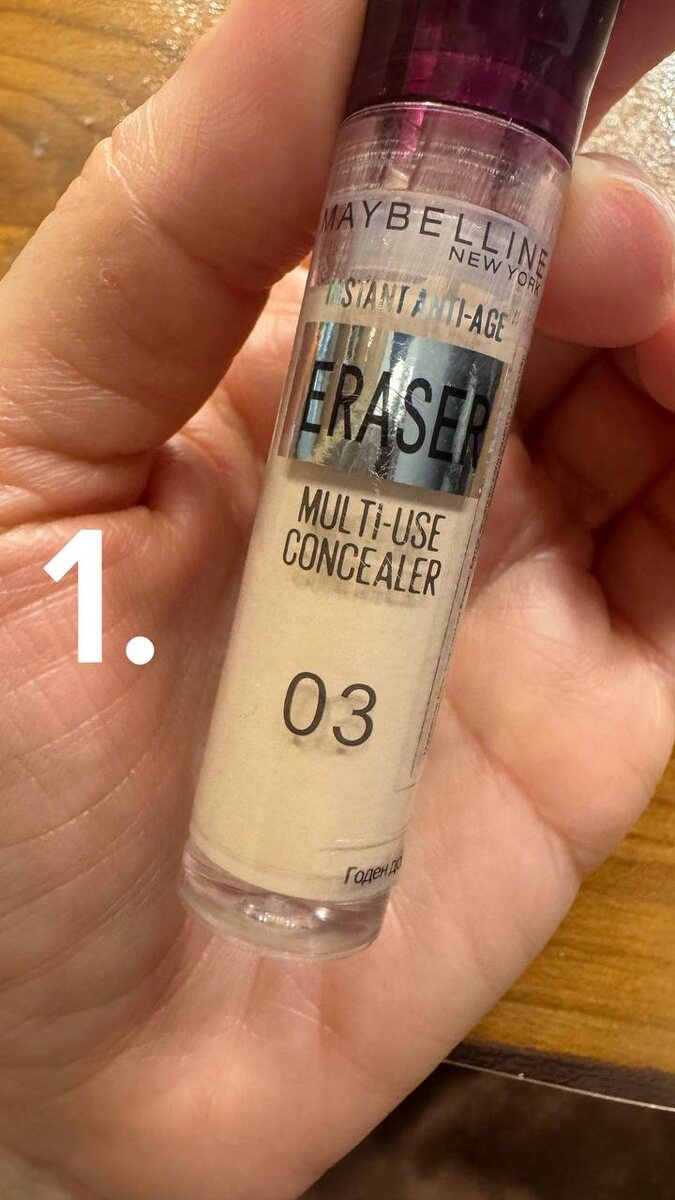 MAYBELLINE
NEW YORK
INSTANT ANTI-AGE
ERASER
MULTI-USE
CONCEALER
1.
03
Годен до